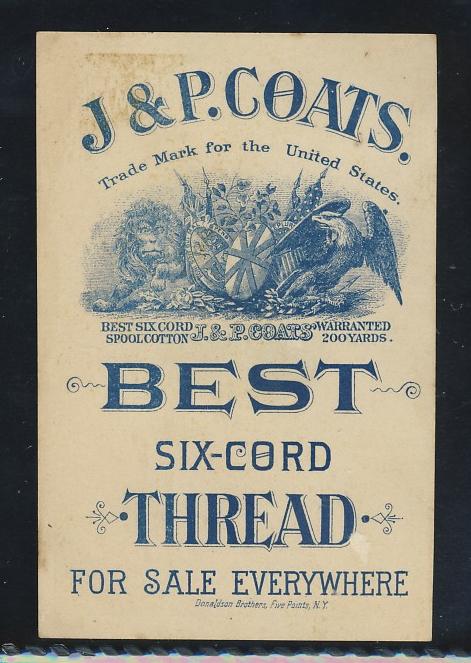 J. & P. COATS.
Trade Mark for the United States.
BEST SIX CORD J. & P. COATS WARRANTED
SPOOL COTTON 200 YARDS.
BEST
SIX-CORD
THREAD
FOR SALE EVERYWHERE
Donaldson Brothers, Five Points, N.Y.